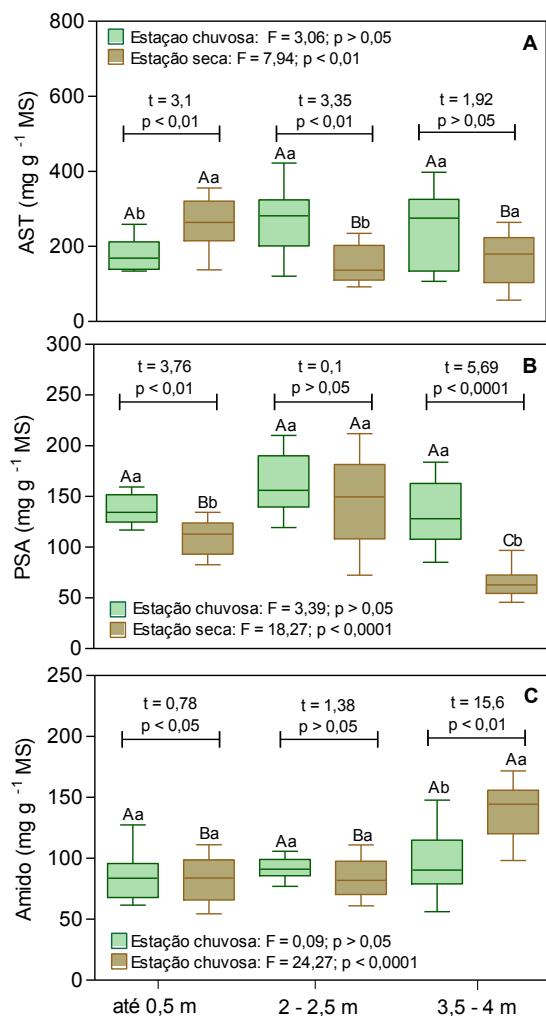 800
600
400
200
0
AST (mg g -1 MS)
A
Estaçao chuvosa: F = 3,06; p > 0,05
Estação seca: F = 7,94; p < 0,01
t = 3,1
p < 0,01
t = 3,35
p < 0,01
t = 1,92
p > 0,05
Ab
Aa
Aa
Bb
Aa
Ba
300
250
200
150
100
50
0
PSA (mg g -1 MS)
B
t = 3,76
p < 0,01
t = 0,1
p > 0,05
t = 5,69
p < 0,0001
Aa
Bb
Aa
Aa
Aa
Cb
Estação chuvosa: F = 3,39; p > 0,05
Estação seca: F = 18,27; p < 0,0001
250
200
150
100
50
0
Amido (mg g -1 MS)
C
t = 0,78
p < 0,05
t = 1,38
p > 0,05
t = 15,6
p < 0,01
Aa
Ba
Aa
Ba
Ab
Aa
Estação chuvosa: F = 0,09; p > 0,05
Estação chuvosa: F = 24,27; p < 0,0001
até 0,5 m
2 - 2,5 m
3,5 - 4 m